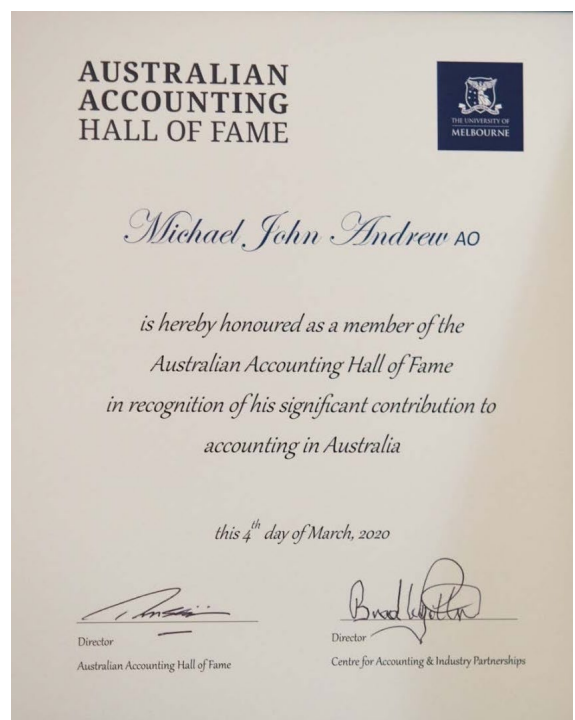 AUSTRALIAN
ACCOUNTING
HALL OF FAME
THE UNIVERSITY OF
MELBOURNE
Michael John Andrew AO
is hereby honoured as a member of the
Australian Accounting Hall of Fame
in recognition of his significant contribution to
accounting in Australia
this 4th day of March, 2020
Director
Australian Accounting Hall of Fame
Director
Centre for Accounting & Industry Partnerships